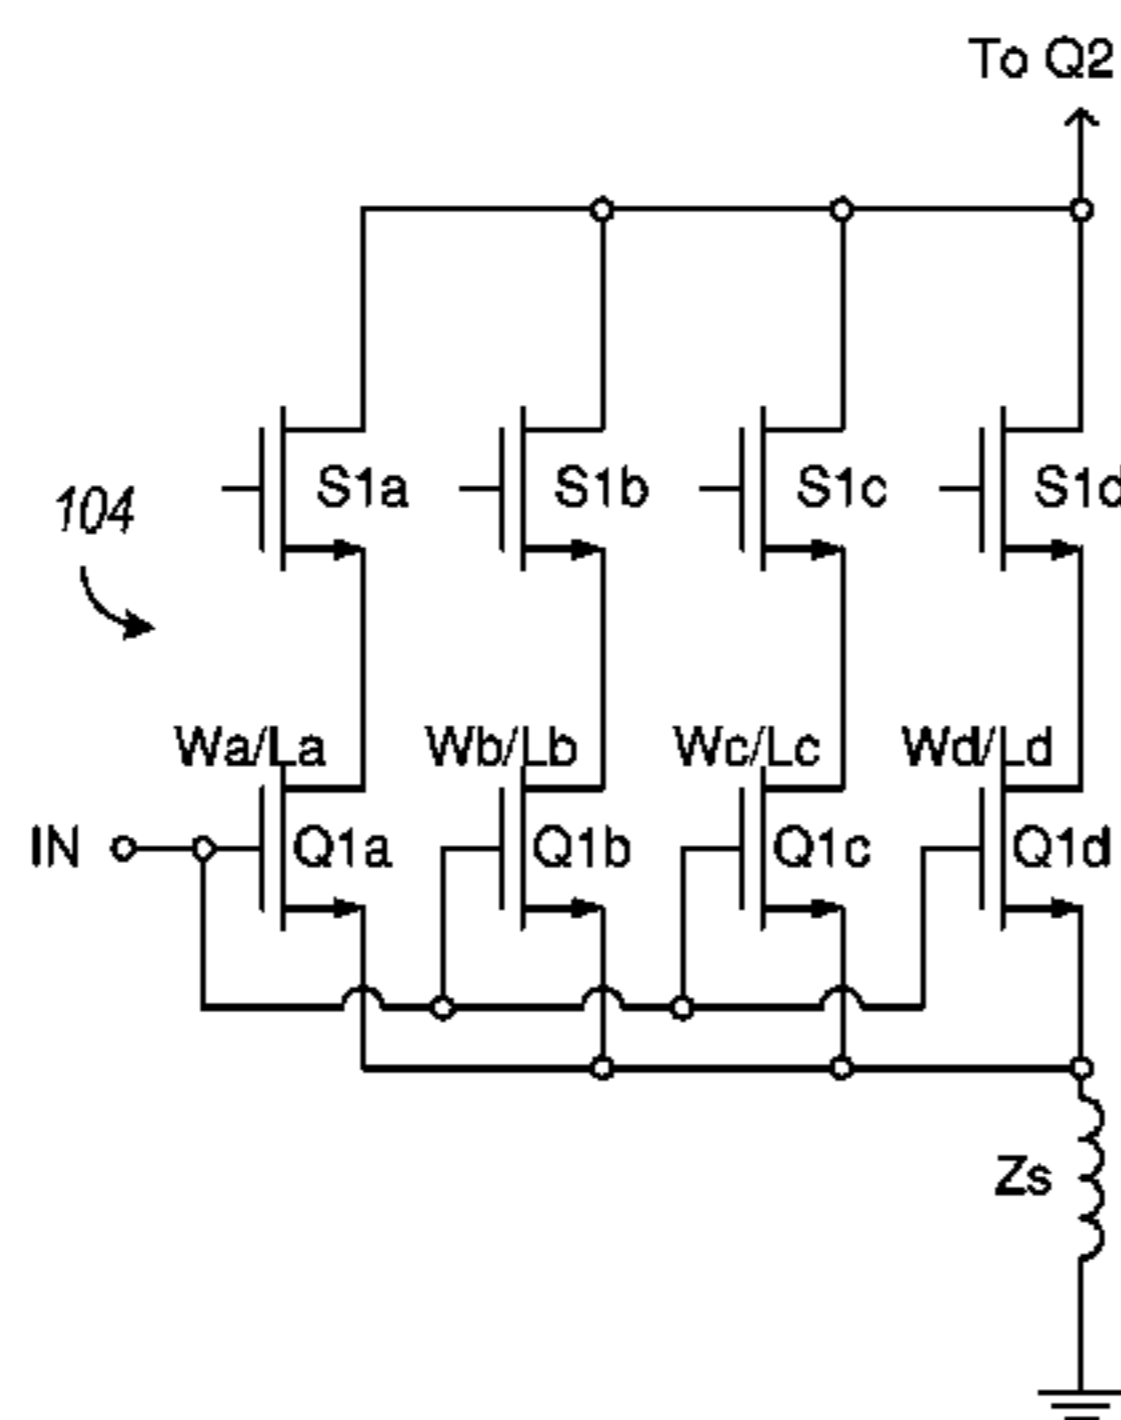 To Q2
S1a S1b S1c S1d
104
Wa/La Wb/Lb Wc/Lc Wd/Ld
IN Q1a Q1b Q1c Q1d
Zs